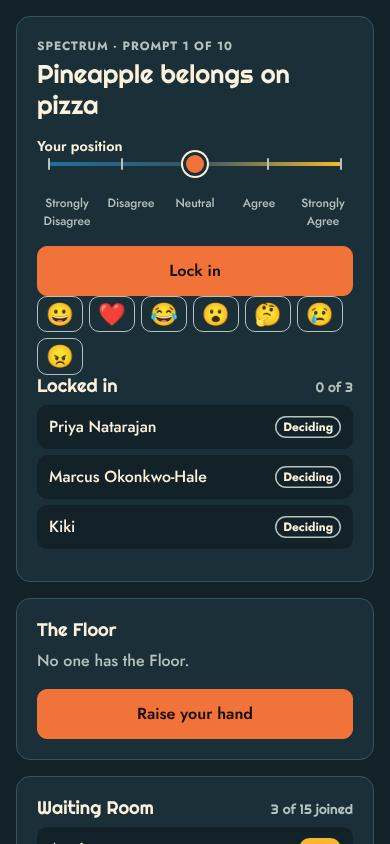 SPECTRUM · PROMPT 1 OF 10
Pineapple belongs on
pizza
Your position
Strongly Disagree
Disagree
Neutral
Agree
Strongly Agree
Lock in
Locked in
0 of 3
Priya Natarajan
Deciding
Marcus Okonkwo-Hale
Deciding
Kiki
Deciding
The Floor
No one has the Floor.
Raise your hand
Waiting Room
3 of 15 joined